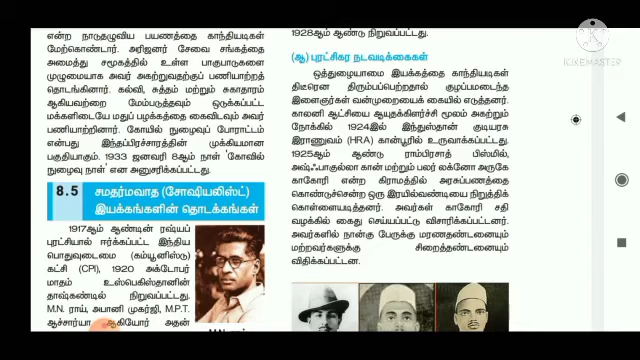 என்ற நாடுதழுவிய பயணத்தை காந்தியடிகள்
மேற்கொண்டார். அரிஜனர் சேவை சங்கத்தை
அமைத்து சமூகத்தில் உள்ள பாகுபாடுகளை
முழுமையாக அவர் அகற்றுவதற்குப் பணியாற்றத்
தொடங்கினார். கல்வி, சுத்தம் மற்றும் சுகாதாரம்
ஆகியவற்றை மேம்படுத்தவும் ஒடுக்கப்பட்ட
மக்களிடையே மதுப் பழக்கத்தை கைவிடவும் அவர்
பணியாற்றினார். கோயில் நுழைவுப் போராட்டம்
என்பது இந்தப்பிரச்சாரத்தின் முக்கியமான
பகுதியாகும். 1933 ஜனவரி 8ஆம் நாள் 'கோவில்
நுழைவு நாள்' என அனுசரிக்கப்பட்டது.
8.5 சமதர்மவாத (சோஷியலிஸ்ட்)
இயக்கங்களின் தொடக்கங்கள்
1917ஆம் ஆண்டின் ரஷ்யப்
புரட்சியால் ஈர்க்கப்பட்ட இந்திய
பொதுவுடைமை (கம்யூனிஸ்டு)
கட்சி (CPI), 1920 அக்டோபர்
மாதம் உஸ்பெகிஸ்தானின்
தாஷ்கண்டில் நிறுவப்பட்டது.
M.N. ராய், அபானி முகர்ஜி, M.P.T.
ஆச்சார்யா ஆகியோர் அதன்
1928ஆம் ஆண்டு நிறுவப்பட்டது.
(ஆ) புரட்சிகர நடவடிக்கைகள்
ஒத்துழையாமை இயக்கத்தை காந்தியடிகள்
திடீரென திரும்பப்பெற்றதால் குழப்பமடைந்த
இளைஞர்கள் வன்முறையைக் கையில் எடுத்தனர்.
காலனி ஆட்சியை ஆயுதக்கிளர்ச்சி மூலம் அகற்றும்
நோக்கில் 1924இல் இந்துஸ்தான் குடியரசு
இராணுவம் (HRA) கான்பூரில் உருவாக்கப்பட்டது.
1925ஆம் ஆண்டு ராம்பிரசாத் பிஸ்மில்,
அஷ்ஃபாகுல்லா கான் மற்றும் பலர் லக்னோ அருகே
காகோரி என்ற கிராமத்தில் அரசுப்பணத்தை
கொண்டுச்சென்ற ஒரு இரயில்வண்டியை நிறுத்திக்
கொள்ளையடித்தனர். அவர்கள் காகோரி சதி
வழக்கில் கைது செய்யப்பட்டு விசாரிக்கப்பட்டனர்.
அவர்களில் நான்கு பேருக்கு மரணதண்டனையும்
மற்றவர்களுக்கு சிறைத்தண்டனையும்
விதிக்கப்பட்டன.
KINEMASTER